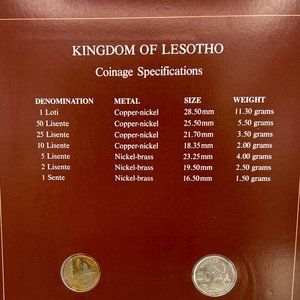 KINGDOM OF LESOTHO
Coinage Specifications
DENOMINATION METAL SIZE WEIGHT
1 Loti Copper-nickel 28.50mm 11.30 grams
50 Lisente Copper-nickel 25.50mm 5.50 grams
25 Lisente Copper-nickel 21.70mm 3.50 grams
10 Lisente Copper-nickel 18.35mm 2.00 grams
5 Lisente Nickel-brass 23.25mm 4.00 grams
2 Lisente Nickel-brass 19.50mm 2.50 grams
1 Sente Nickel-brass 16.50mm 1.50 grams